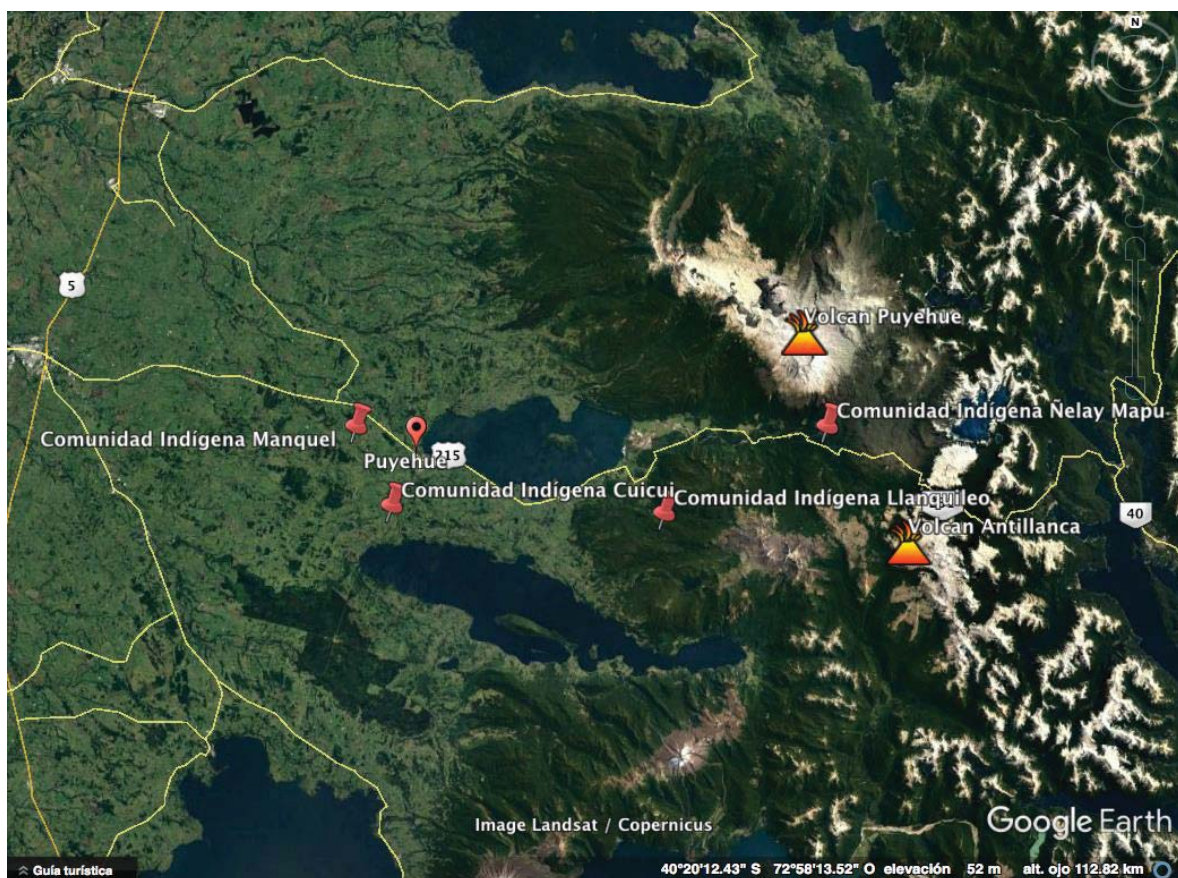 N
5
Volcan Puyehue
Comunidad Indígena Ñelay Mapu
Comunidad Indígena Manquel
215
Puyehue
Comunidad Indígena Cuicui
Comunidad Indígena Llanquileo
40
Volcan Antillanca
Image Landsat / Copernicus
Google Earth
Guía turística
40°20'12.43" S 72°58'13.52" O elevación 52 m alt. ojo 112.82 km